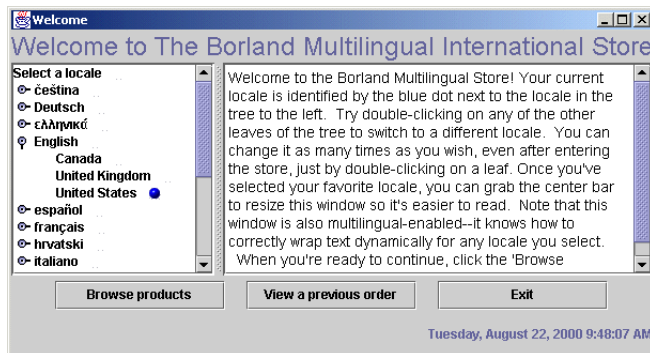 Welcome
Welcome to The Borland Multilingual International Store
Select a locale
čeština
Deutsch
ελληνικά
English
Canada
United Kingdom
United States
español
français
hrvatski
italiano
Welcome to the Borland Multilingual Store! Your current
locale is identified by the blue dot next to the locale in the
tree to the left. Try double-clicking on any of the other
leaves of the tree to switch to a different locale. You can
change it as many times as you wish, even after entering
the store, just by double-clicking on a leaf. Once you've
selected your favorite locale, you can grab the center bar
to resize this window so it's easier to read. Note that this
window is also multilingual-enabled--it knows how to
correctly wrap text dynamically for any locale you select.
When you're ready to continue, click the 'Browse
Browse products
View a previous order
Exit
Tuesday, August 22, 2000 9:48:07 AM